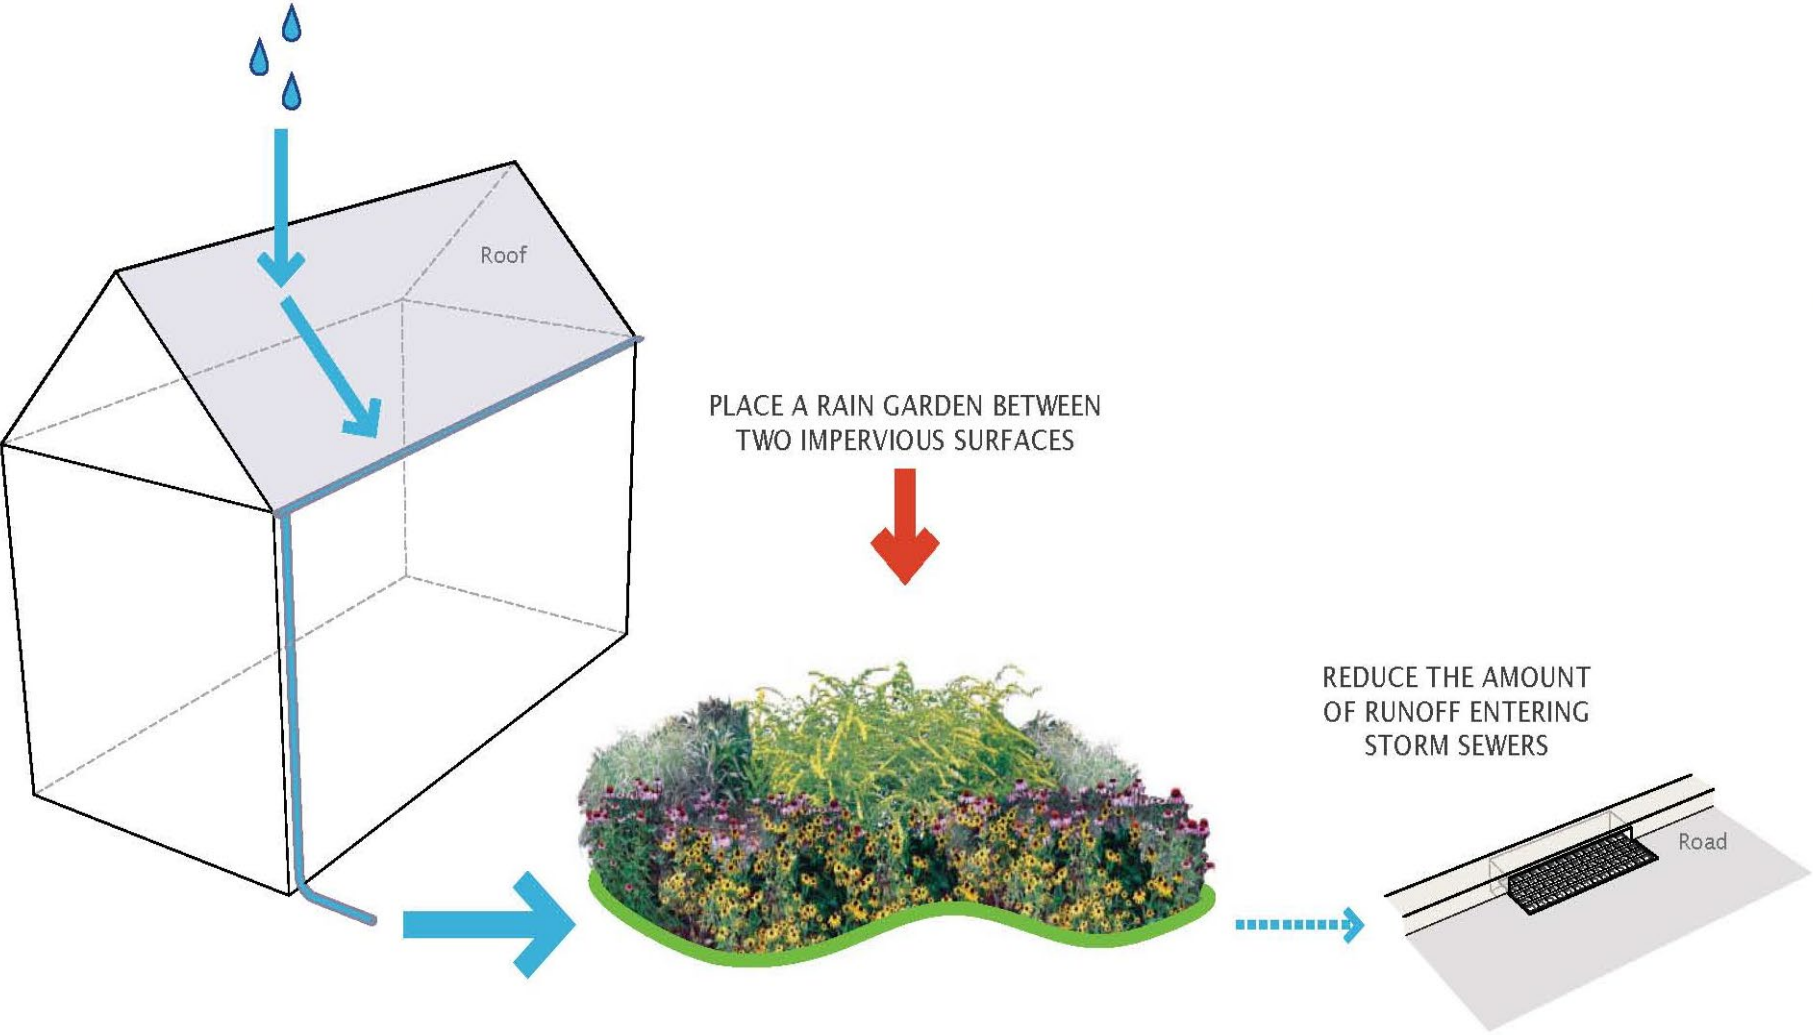 Roof
PLACE A RAIN GARDEN BETWEEN
TWO IMPERVIOUS SURFACES
REDUCE THE AMOUNT
OF RUNOFF ENTERING
STORM SEWERS
Road